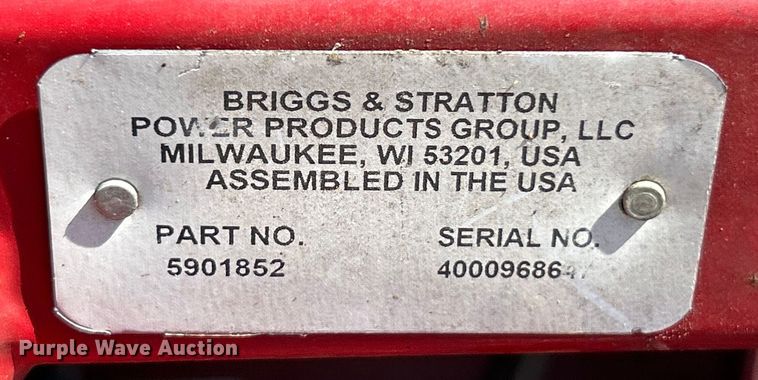 BRIGGS & STRATTON
POWER PRODUCTS GROUP, LLC
MILWAUKEE, WI 53201, USA
ASSEMBLED IN THE USA
PART NO. SERIAL NO.
5901852
Purple Wave Auction